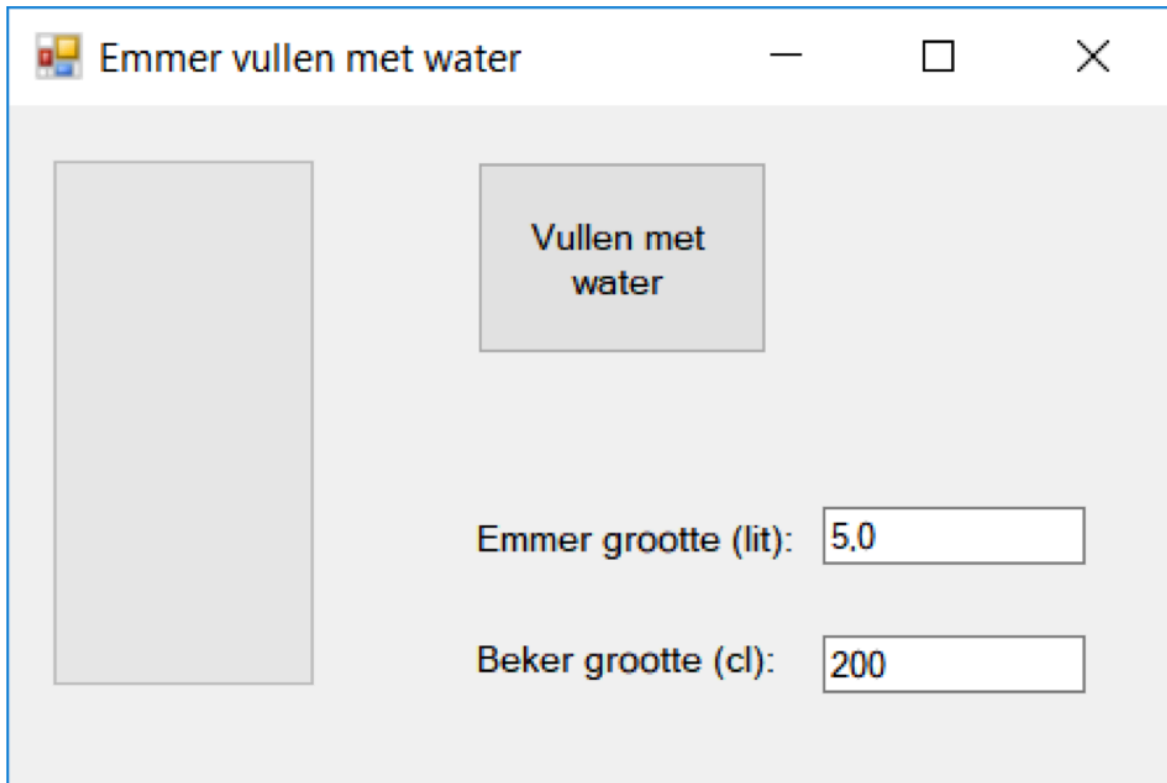 Emmer vullen met water
Vullen met
water
Emmer grootte (lit): 5,0
Beker grootte (cl): 200